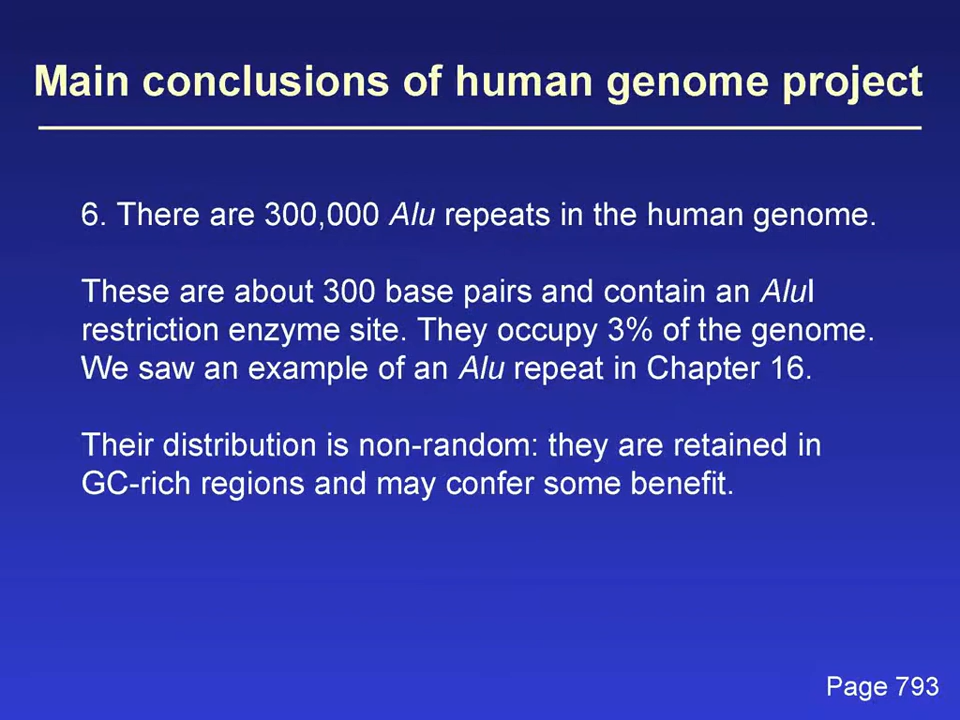 Main conclusions of human genome project
6. There are 300,000 Alu repeats in the human genome.
These are about 300 base pairs and contain an AluI
restriction enzyme site. They occupy 3% of the genome.
We saw an example of an Alu repeat in Chapter 16.
Their distribution is non-random: they are retained in
GC-rich regions and may confer some benefit.
Page 793